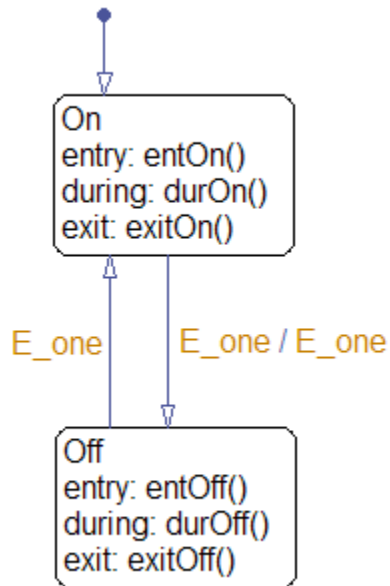 On
entry: entOn()
during: durOn()
exit: exitOn()
E_one
E_one / E_one
Off
entry: entOff()
during: durOff()
exit: exitOff()